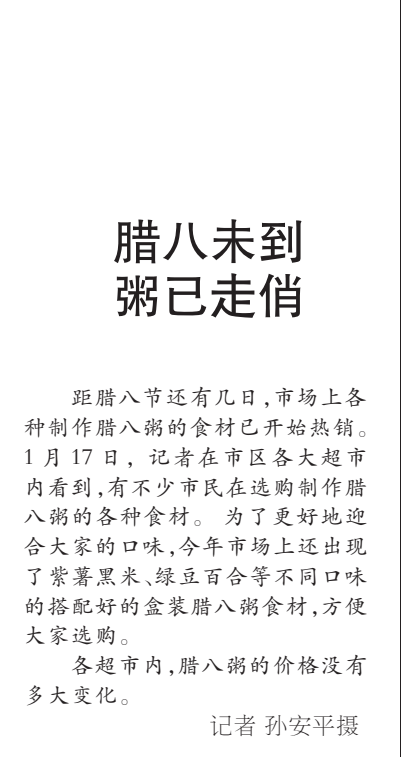 腊八未到
粥已走俏
距腊八节还有几日,市场上各
种制作腊八粥的食材已开始热销。
1 月 17 日，记者在市区各大超市
内看到,有不少市民在选购制作腊
八粥的各种食材。 为了更好地迎
合大家的口味,今年市场上还出现
了紫薯黑米、绿豆百合等不同口味
的搭配好的盒装腊八粥食材,方便
大家选购。
各超市内,腊八粥的价格没有
多大变化。
记者 孙安平摄